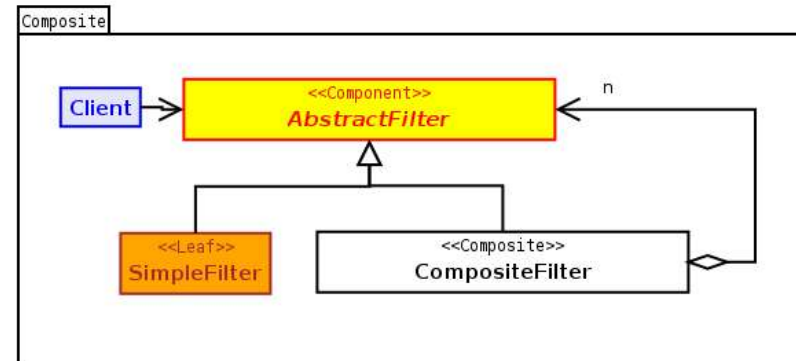 Composite
Client
<<Component>>
AbstractFilter
n
<<Leaf>>
SimpleFilter
<<Composite>>
CompositeFilter